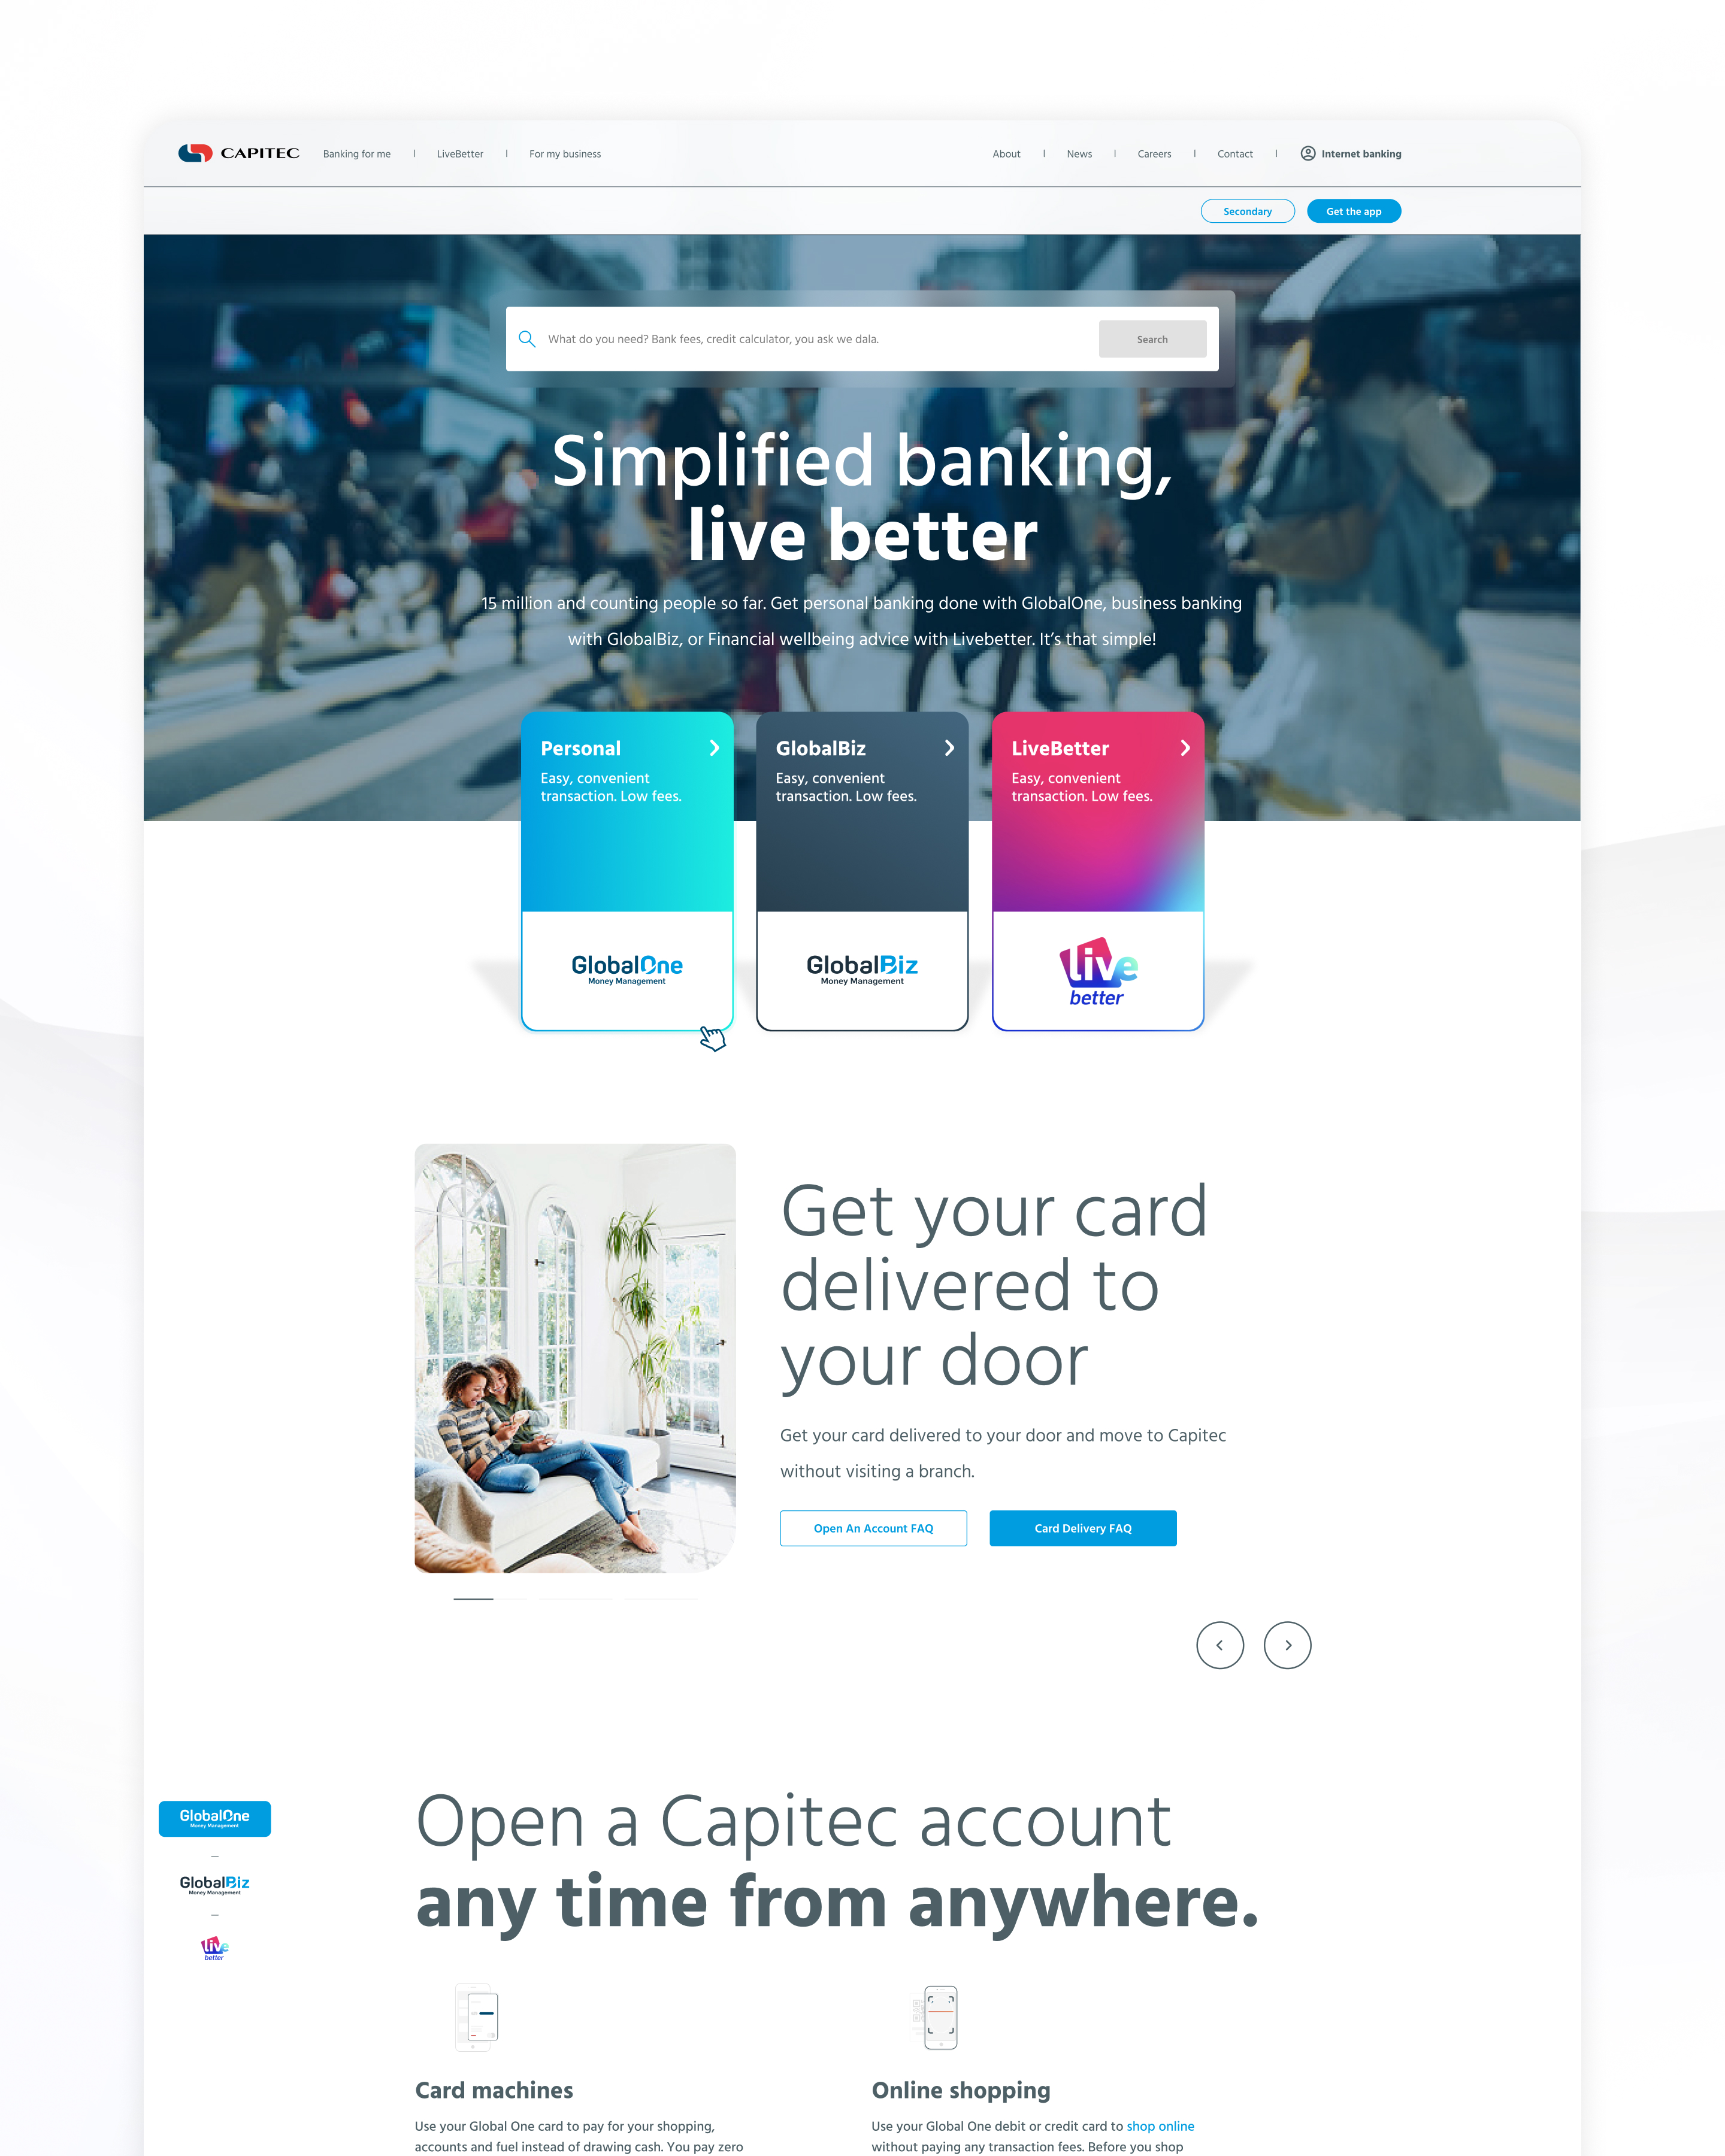 CAPITEC
Banking for me | LiveBetter | For my business
About | News | Careers | Contact | Internet banking
Secondary
Get the app
What do you need? Bank fees, credit calculator, you ask we dala.
Search
Simplified banking,
live better
15 million and counting people so far. Get personal banking done with GlobalOne, business banking
with GlobalBiz, or Financial wellbeing advice with Livebetter. It’s that simple!
Personal
Easy, convenient
transaction. Low fees.
GlobalOne
Money Management
GlobalBiz
Easy, convenient
transaction. Low fees.
GlobalBiz
Money Management
LiveBetter
Easy, convenient
transaction. Low fees.
live
better
Get your card
delivered to
your door
Get your card delivered to your door and move to Capitec
without visiting a branch.
Open An Account FAQ
Card Delivery FAQ
GlobalOne
Money Management
GlobalBiz
Money Management
live
better
Open a Capitec account
any time from anywhere.
Card machines
Use your Global One card to pay for your shopping,
accounts and fuel instead of drawing cash. You pay zero
Online shopping
Use your Global One debit or credit card to shop online
without paying any transaction fees. Before you shop